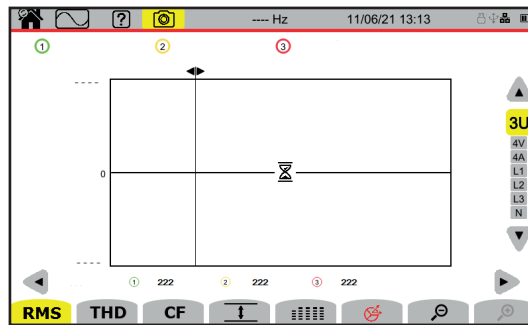 ? ---- Hz 11/06/21 13:13
1 2 3
----
3U
4V
4A
L1
L2
L3
N
0
----
1 222 2 222 3 222
RMS THD CF